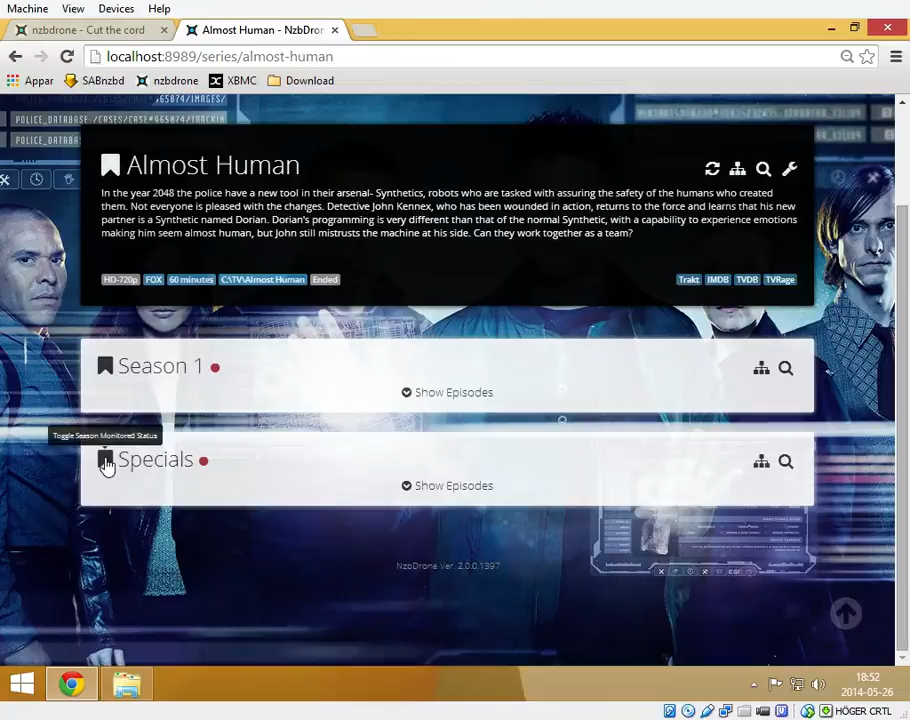 Machine View Devices Help
nzbdrone - Cut the cord × Almost Human - NzbDror ×
localhost:8989/series/almost-human
Appar SABnzbd nzbdrone XBMC Download
POLICE_DATABASE:/CASES/CASE#965874/TRACKIN
Almost Human
In the year 2048 the police have a new tool in their arsenal- Synthetics, robots who are tasked with assuring the safety of the humans who created
them. Not everyone is pleased with the changes. Detective John Kennex, who has been wounded in action, returns to the force and learns that his new
partner is a Synthetic named Dorian. Dorian's programming is very different than that of the normal Synthetic, with a capability to experience emotions
making him seem almost human, but John still mistrusts the machine at his side. Can they work together as a team?
HD-720p FOX 60 minutes C:\TV\Almost Human Ended Trakt IMDB TVDB TVRage
Season 1
Show Episodes
Toggle Season Monitored Status
Specials
Show Episodes
NzbDrone Ver. 2.0.0.1397
18:52
2014-05-26
HÖGER CRTL